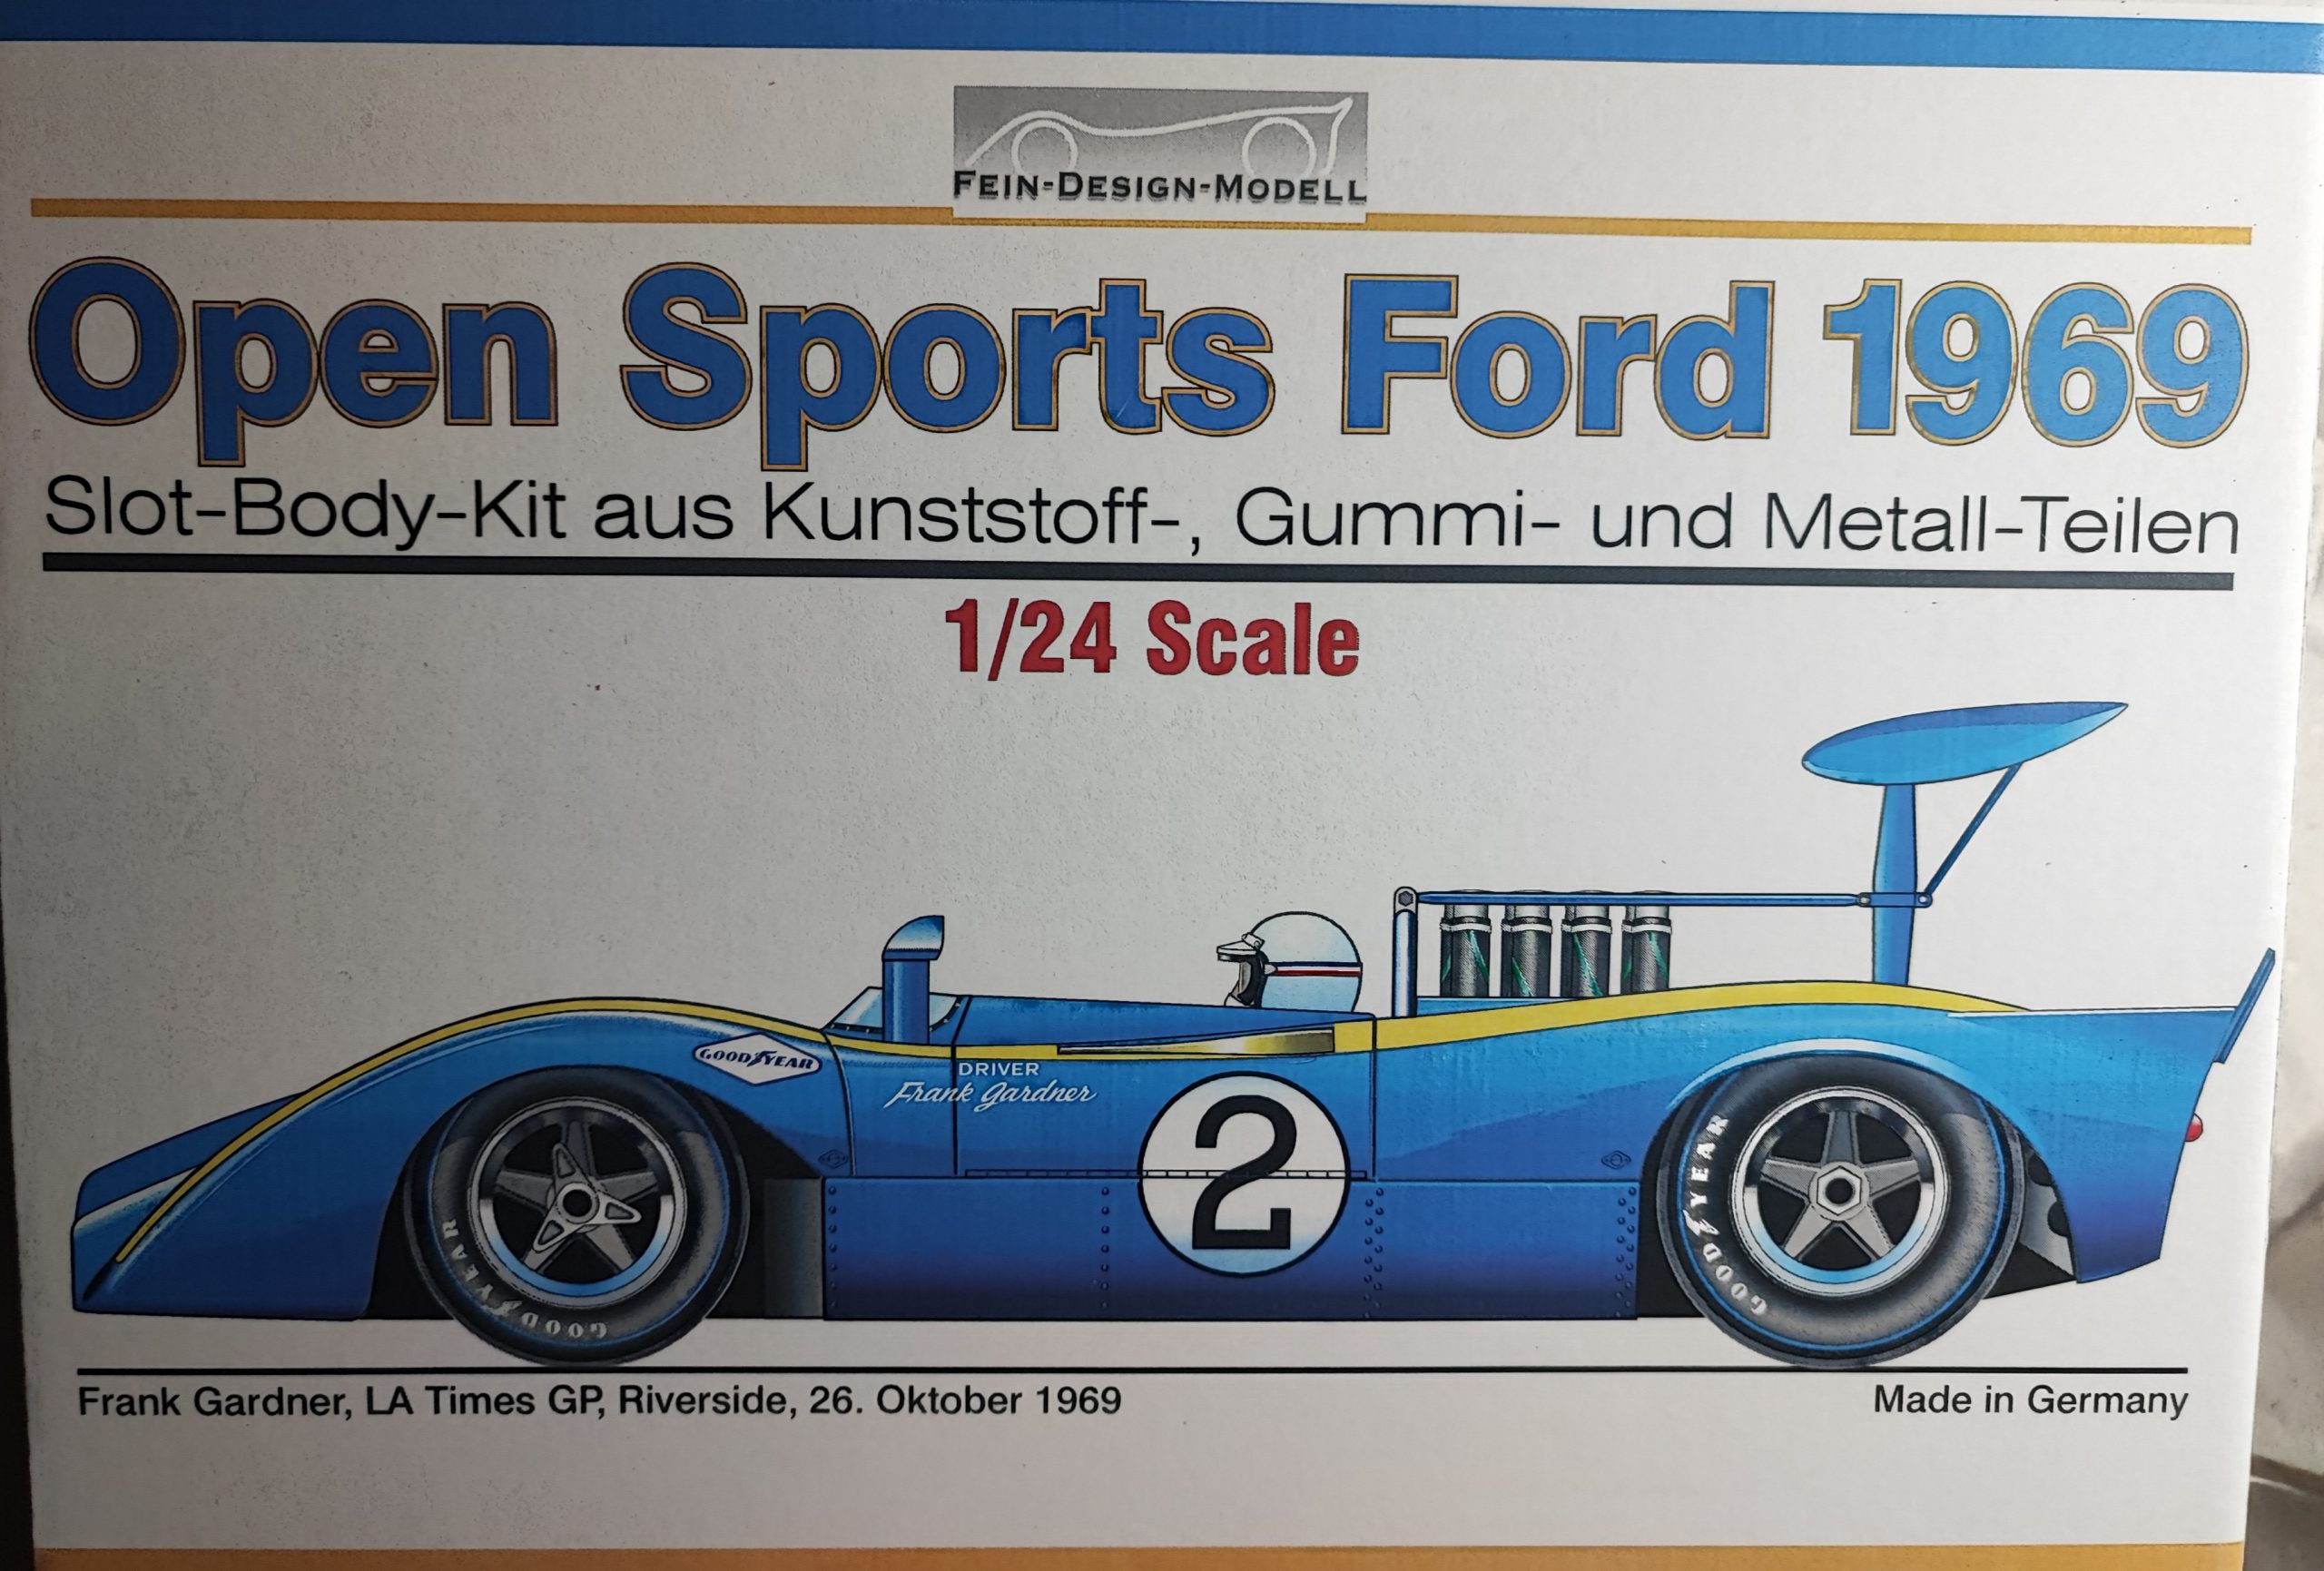 FEIN-DESIGN-MODELL
Open Sports Ford 1969
Slot-Body-Kit aus Kunststoff-, Gummi- und Metall-Teilen
1/24 Scale
GOODYEAR
DRIVER
Frank Gardner
2
GOODYEAR
GOODYEAR
Frank Gardner, LA Times GP, Riverside, 26. Oktober 1969
Made in Germany